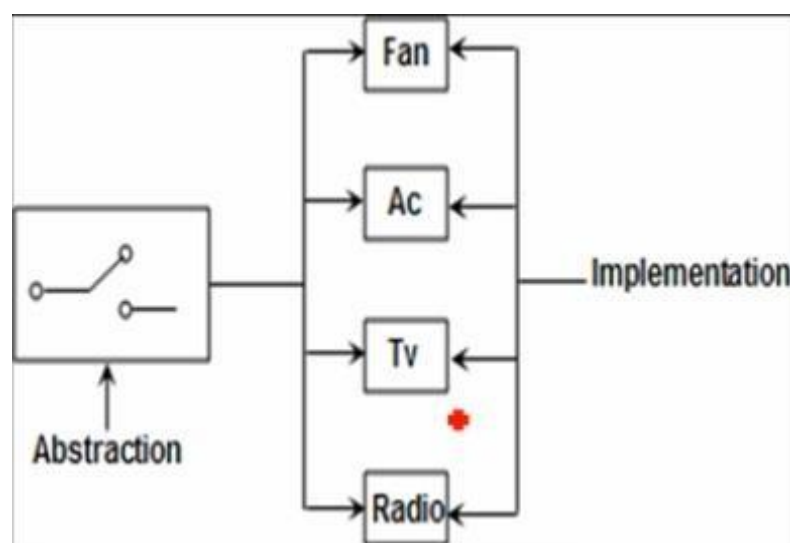 Fan
Ac
Implementation
Tv
Abstraction
Radio